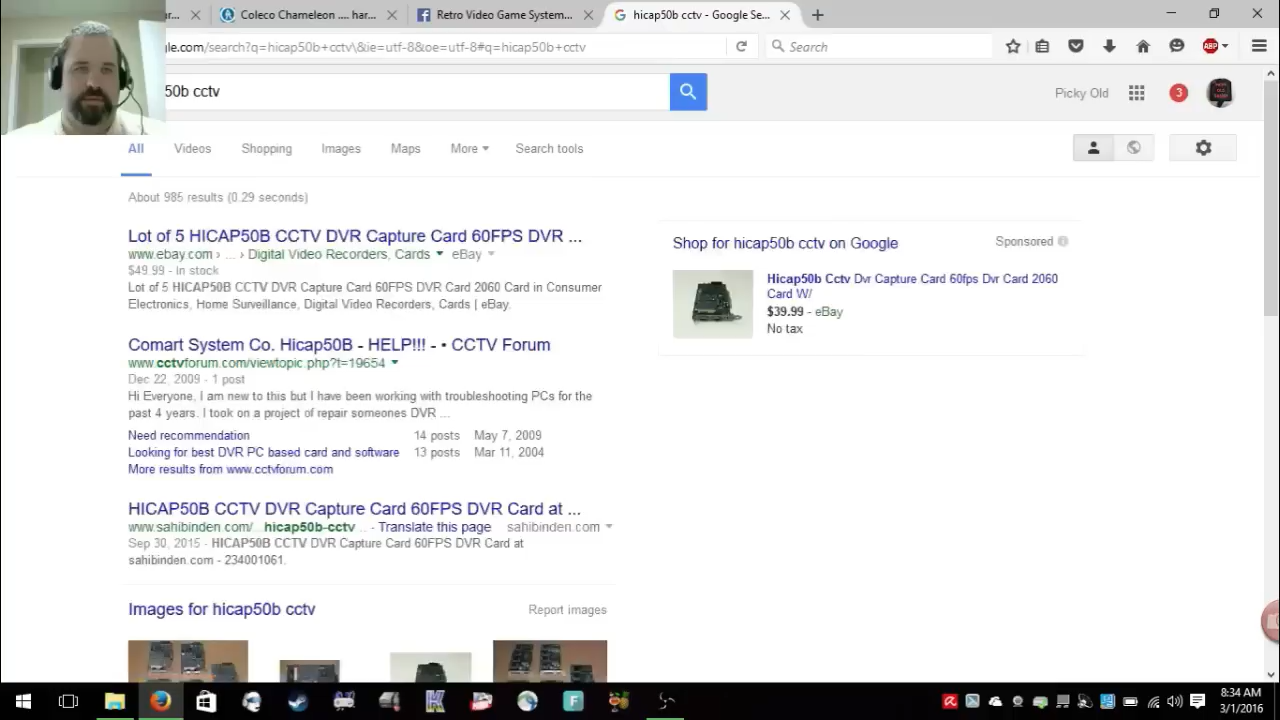 Coleco Chameleon .... har...
Retro Video Game System...
hicap50b cctv - Google Se...
le.com/search?q=hicap50b+cctv\&ie=utf-8&oe=utf-8#q=hicap50b+cctv
Search
ABP
50b cctv
Picky Old
3
All
Videos
Shopping
Images
Maps
More
Search tools
About 985 results (0.29 seconds)
Lot of 5 HICAP50B CCTV DVR Capture Card 60FPS DVR ...
www.ebay.com › ... › Digital Video Recorders, Cards
eBay
$49.99 - In stock
Lot of 5 HICAP50B CCTV DVR Capture Card 60FPS DVR Card 2060 Card in Consumer
Electronics, Home Surveillance, Digital Video Recorders, Cards | eBay.
Comart System Co. Hicap50B - HELP!!! - • CCTV Forum
www.cctvforum.com/viewtopic.php?t=19654
Dec 22, 2009 - 1 post
Hi Everyone, I am new to this but I have been working with troubleshooting PCs for the
past 4 years. I took on a project of repair someones DVR ...
Need recommendation
14 posts
May 7, 2009
Looking for best DVR PC based card and software
13 posts
Mar 11, 2004
More results from www.cctvforum.com
HICAP50B CCTV DVR Capture Card 60FPS DVR Card at ...
www.sahibinden.com/...hicap50b-cctv... - Translate this page
sahibinden.com
Sep 30, 2015 - HICAP50B CCTV DVR Capture Card 60FPS DVR Card at
sahibinden.com - 234001061.
Images for hicap50b cctv
Report images
Shop for hicap50b cctv on Google
Sponsored
Hicap50b Cctv Dvr Capture Card 60fps Dvr Card 2060
Card W/
$39.99 - eBay
No tax
8:34 AM
3/1/2016